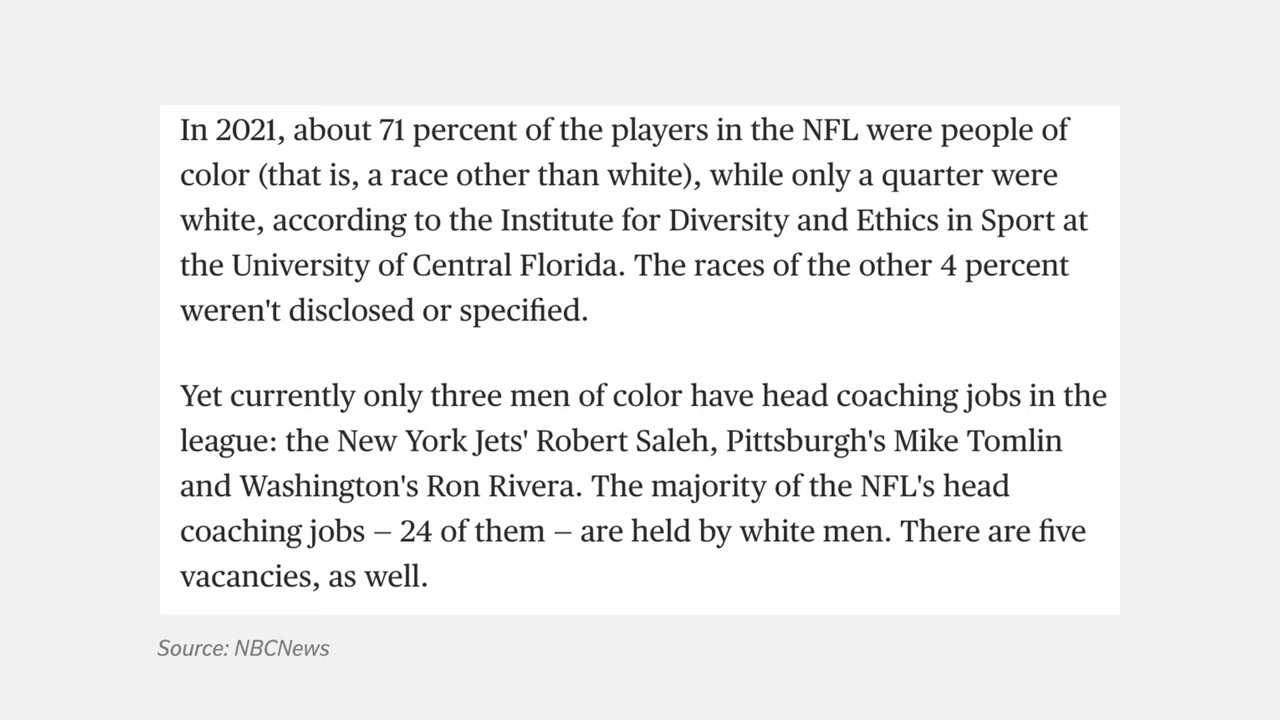 In 2021, about 71 percent of the players in the NFL were people of
color (that is, a race other than white), while only a quarter were
white, according to the Institute for Diversity and Ethics in Sport at
the University of Central Florida. The races of the other 4 percent
weren't disclosed or specified.
Yet currently only three men of color have head coaching jobs in the
league: the New York Jets' Robert Saleh, Pittsburgh's Mike Tomlin
and Washington's Ron Rivera. The majority of the NFL's head
coaching jobs – 24 of them – are held by white men. There are five
vacancies, as well.
Source: NBCNews